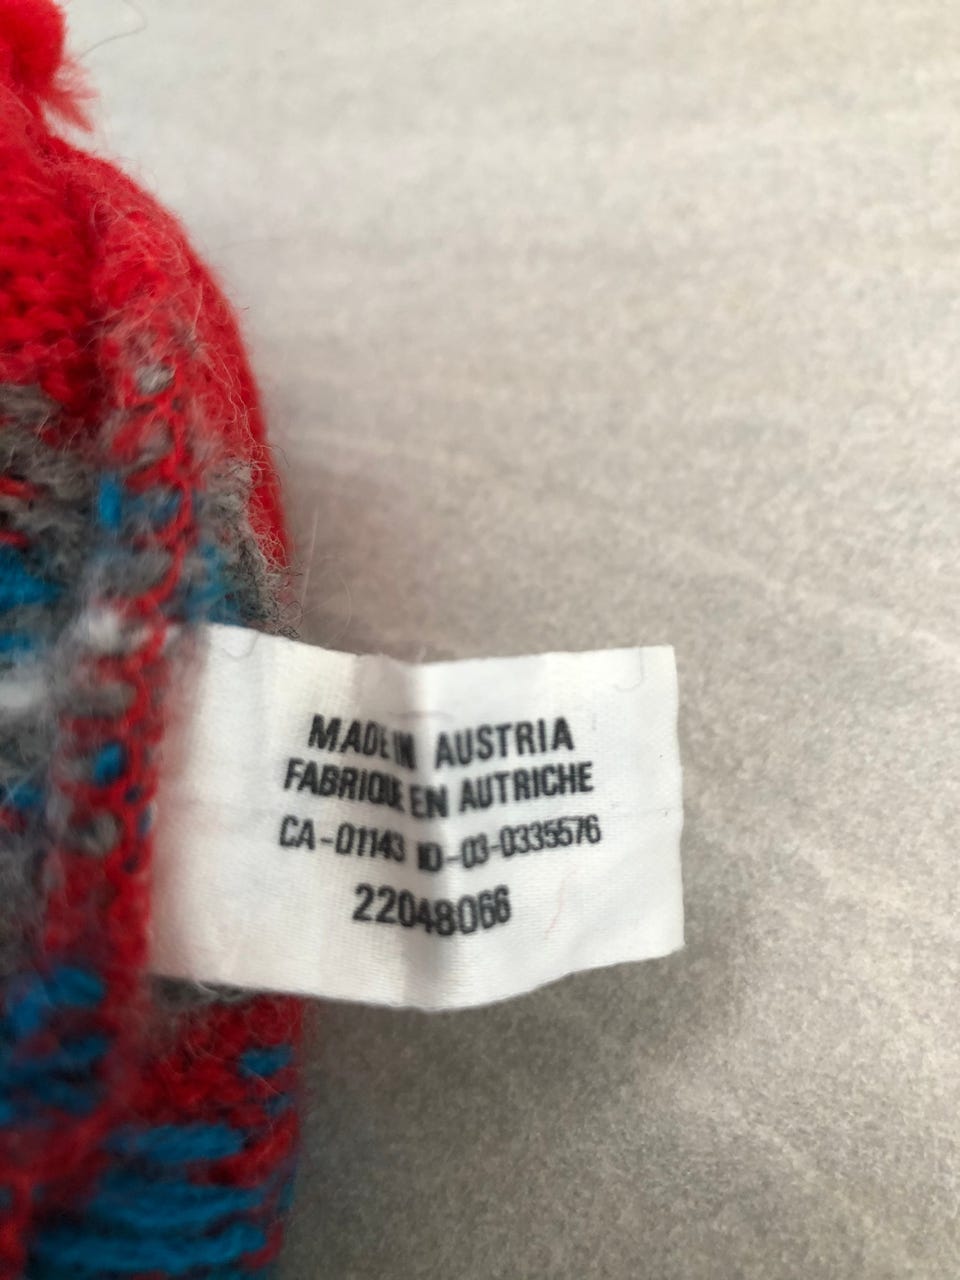 MADE IN AUSTRIA
FABRIQUE EN AUTRICHE
CA-01143 ID-03-0335576
22048066